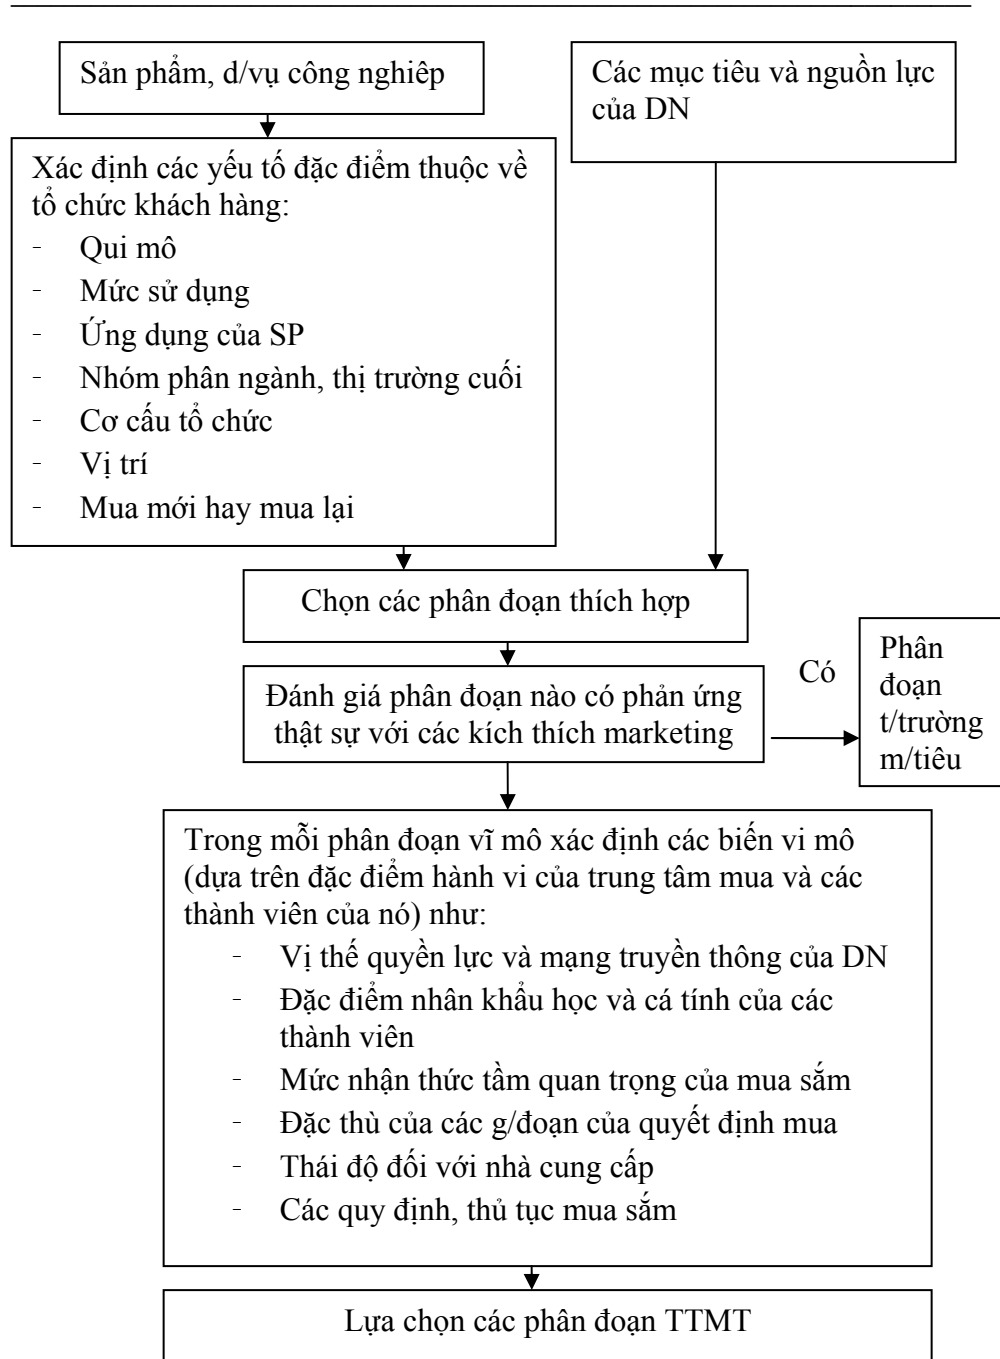 Sản phẩm, d/vụ công nghiêp
Các mục tiêu và nguồn lực
của DN
Xác định các yếu tố đặc điểm thuộc về
tổ chức khách hàng:
- Qui mô
- Mức sử dụng
- Ứng dụng của SP
- Nhóm phân ngành, thị trường cuối
- Cơ cấu tổ chức
- Vị trí
- Mua mới hay mua lại
Chọn các phân đoạn thích hợp
Đánh giá phân đoạn nào có phản ứng
thật sự với các kích thích marketing
Có
Phân
đoạn
t/trường
m/tiêu
Trong mỗi phân đoạn vĩ mô xác định các biến vi mô
(dựa trên đặc điểm hành vi của trung tâm mua và các
thành viên của nó) như:
- Vị thế quyền lực và mạng truyền thông của DN
- Đặc điểm nhân khẩu học và cá tính của các
thành viên
- Mức nhận thức tầm quan trọng của mua sắm
- Đặc thù của các g/đoạn của quyết định mua
- Thái độ đối với nhà cung cấp
- Các quy định, thủ tục mua sắm
Lựa chọn các phân đoạn TTMT